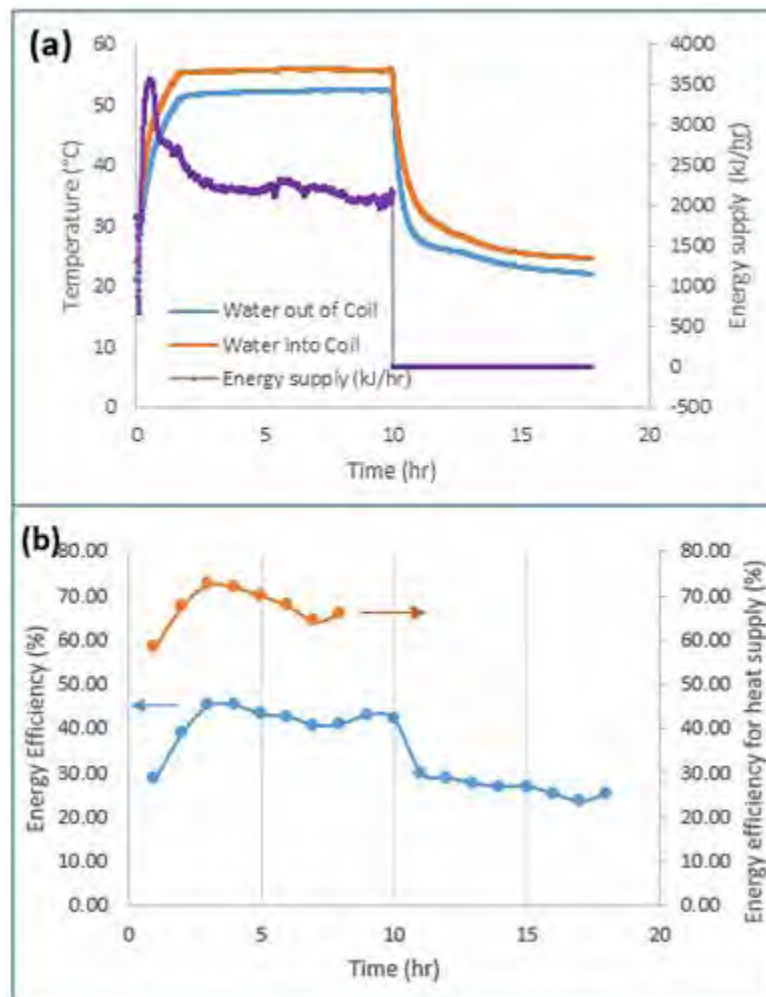 (a)
60
50
40
30
20
10
0
Temperature (°C)
4000
3500
3000
2500
2000
1500
1000
500
0
-500
Energy supply (kJ/hr)
Water out of Coil
Water into Coil
Energy supply (kJ/hr)
0 5 10 15 20
Time (hr)
(b)
80.00
70.00
60.00
50.00
40.00
30.00
20.00
10.00
0.00
Energy Efficiency (%)
80.00
70.00
60.00
50.00
40.00
30.00
20.00
10.00
0.00
Energy efficiency for heat supply (%)
0 5 10 15 20
Time (hr)